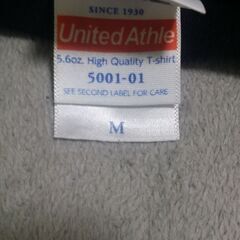 SINCE 1930
United Athle
5.6oz. High Quality T-shirt
5001-01
SEE SECOND LABEL FOR CARE
M